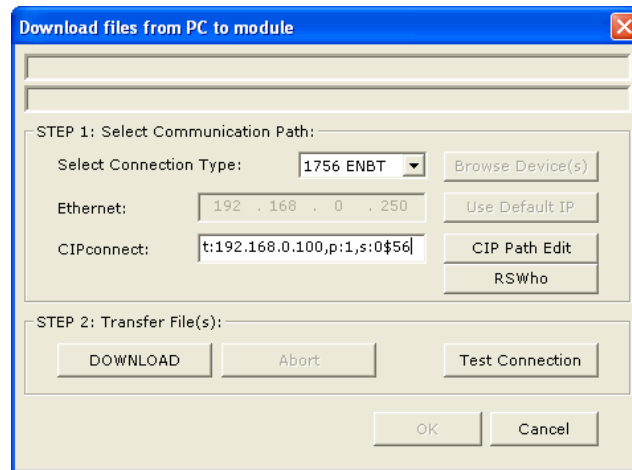 Download files from PC to module
STEP 1: Select Communication Path:
Select Connection Type: 1756 ENBT Browse Device(s)
Ethernet: 192 . 168 . 0 . 250 Use Default IP
CIPconnect: t:192.168.0.100,p:1,s:0$56 CIP Path Edit
RSWho
STEP 2: Transfer File(s):
DOWNLOAD Abort Test Connection
OK Cancel